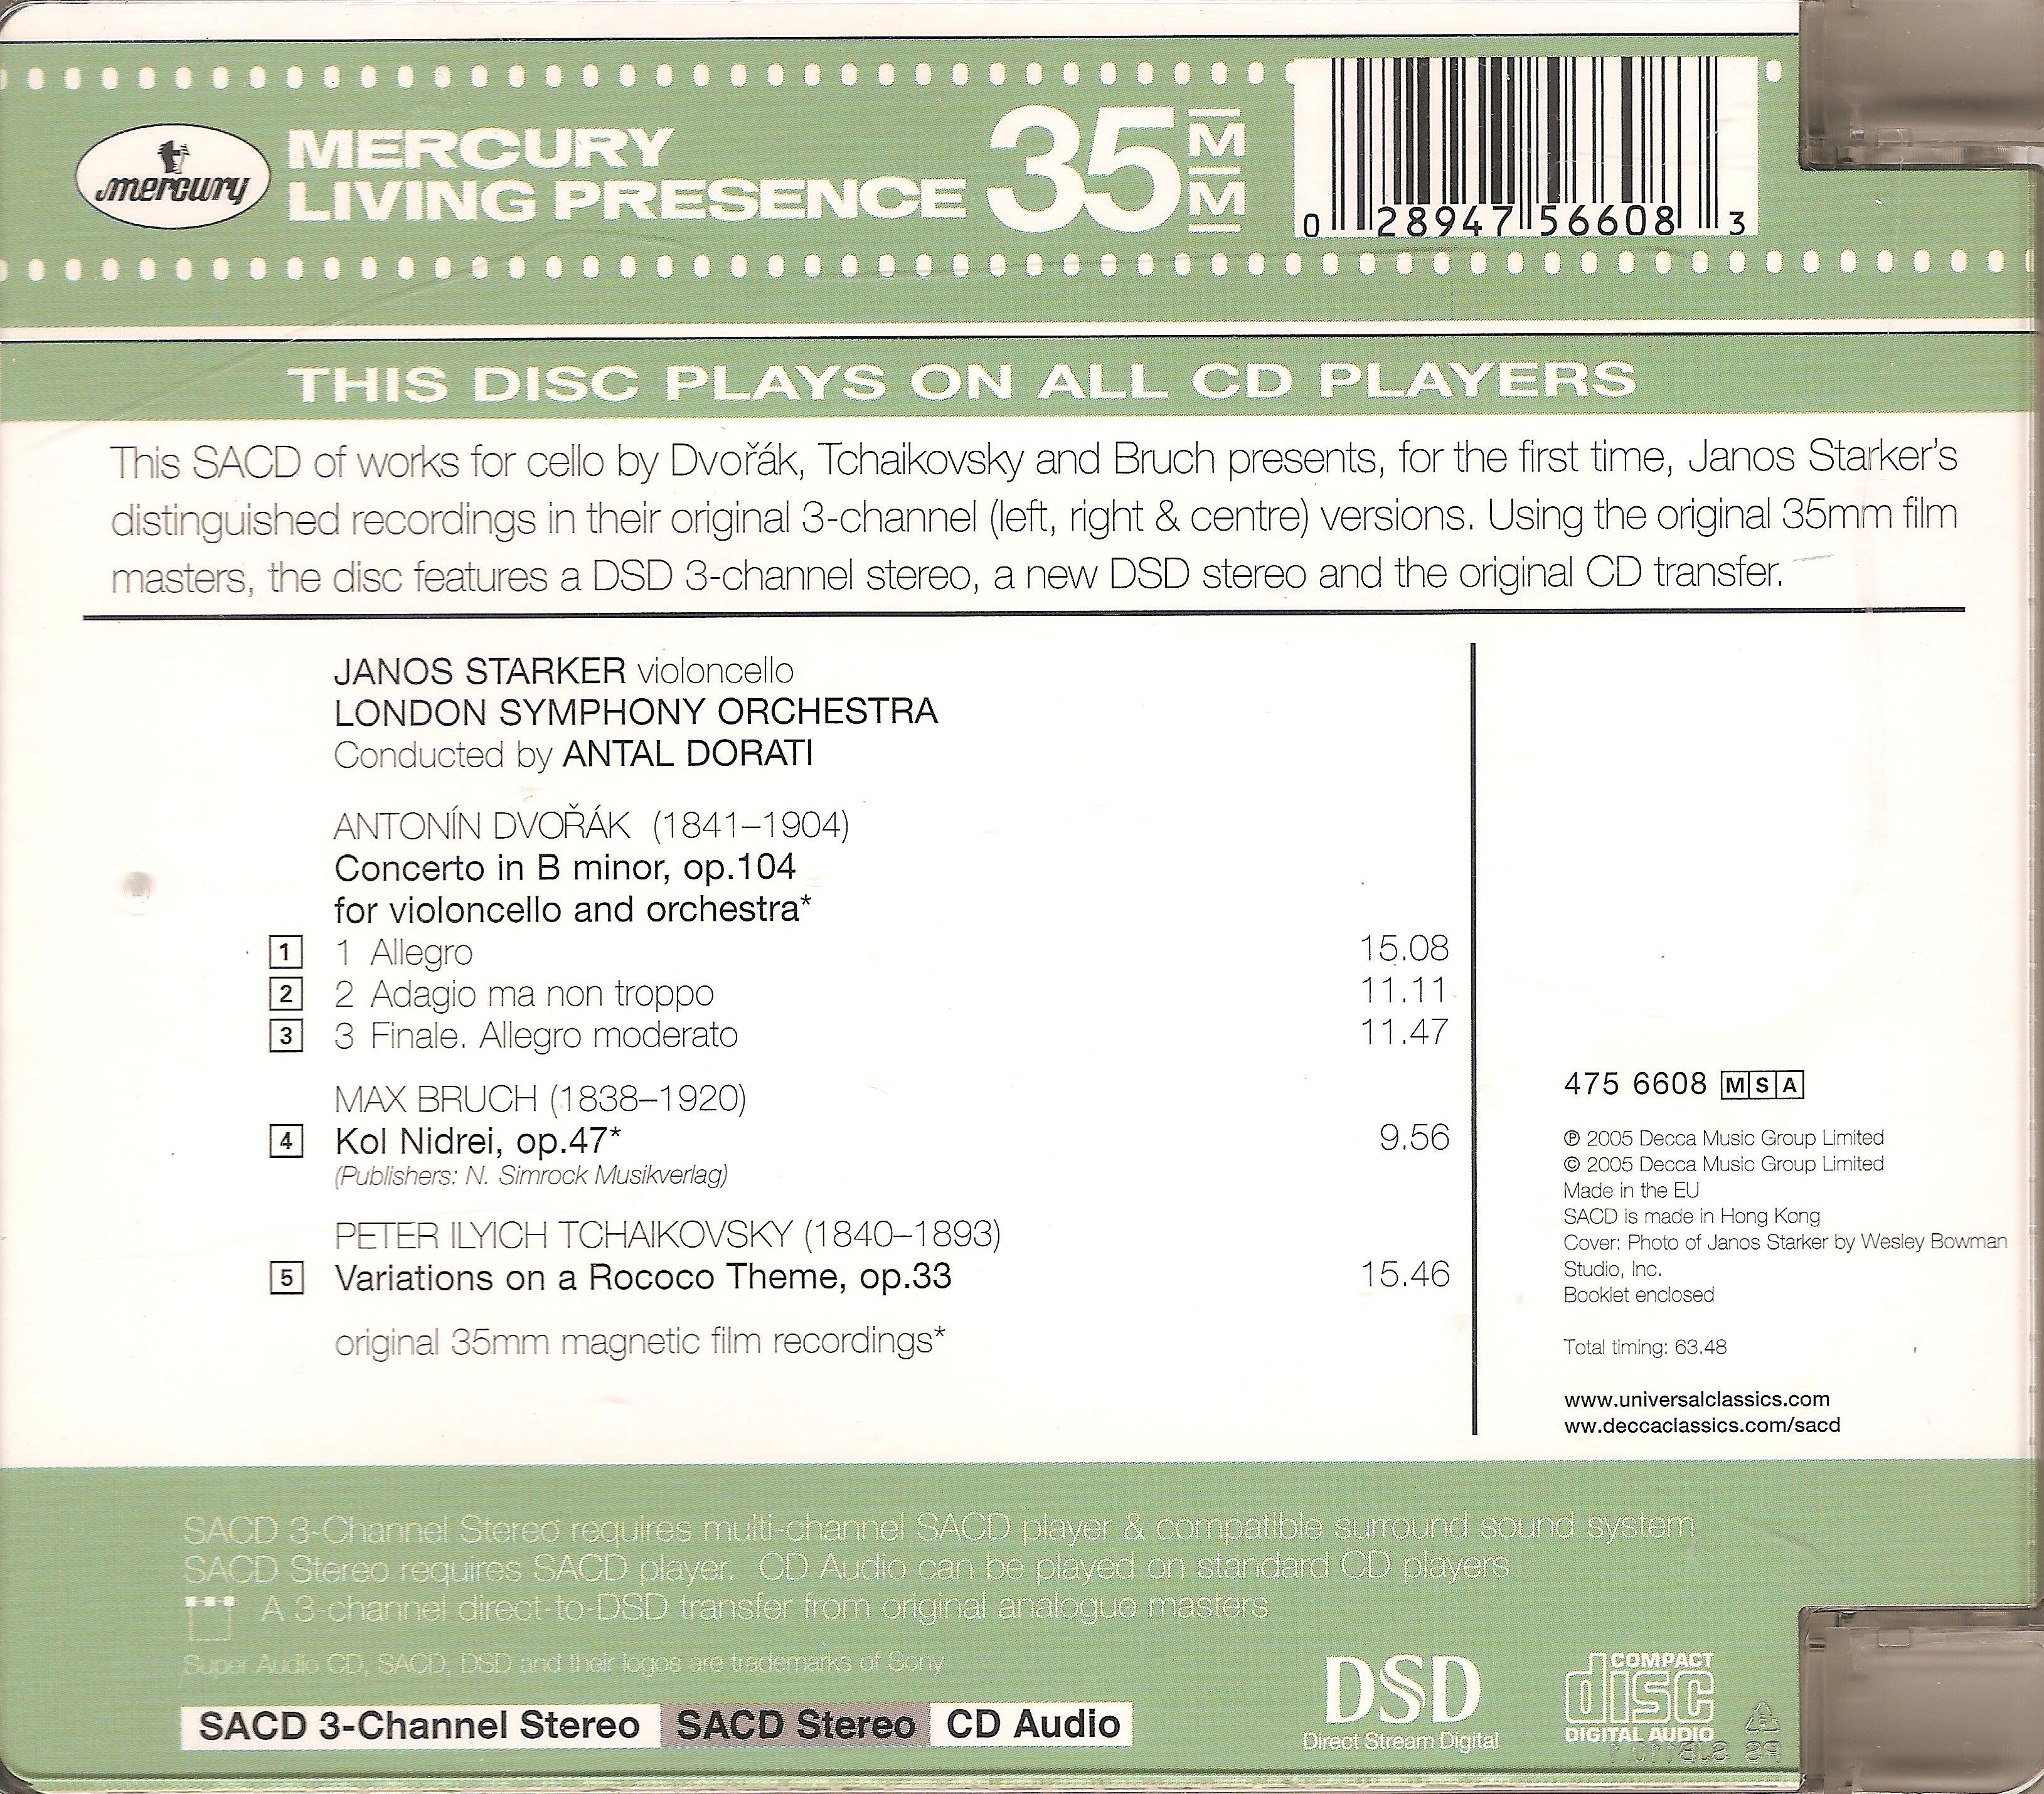 mercury
MERCURY
LIVING PRESENCE
35 MM
0 28947 56608 3
THIS DISC PLAYS ON ALL CD PLAYERS
This SACD of works for cello by Dvořák, Tchaikovsky and Bruch presents, for the first time, Janos Starker's
distinguished recordings in their original 3-channel (left, right & centre) versions. Using the original 35mm film
masters, the disc features a DSD 3-channel stereo, a new DSD stereo and the original CD transfer.
JANOS STARKER violoncello
LONDON SYMPHONY ORCHESTRA
Conducted by ANTAL DORATI
ANTONÍN DVOŘÁK (1841–1904)
Concerto in B minor, op.104
for violoncello and orchestra*
1 1 Allegro 15.08
2 2 Adagio ma non troppo 11.11
3 3 Finale. Allegro moderato 11.47
MAX BRUCH (1838–1920)
4 Kol Nidrei, op.47* 9.56
(Publishers: N. Simrock Musikverlag)
PETER ILYICH TCHAIKOVSKY (1840–1893)
5 Variations on a Rococo Theme, op.33 15.46
original 35mm magnetic film recordings*
475 6608 MSA
℗ 2005 Decca Music Group Limited
© 2005 Decca Music Group Limited
Made in the EU
SACD is made in Hong Kong
Cover: Photo of Janos Starker by Wesley Bowman
Studio, Inc.
Booklet enclosed
Total timing: 63.48
www.universalclassics.com
ww.deccaclassics.com/sacd
SACD 3-Channel Stereo requires multi-channel SACD player & compatible surround sound system
SACD Stereo requires SACD player. CD Audio can be played on standard CD players
A 3-channel direct-to-DSD transfer from original analogue masters
Super Audio CD, SACD, DSD and their logos are trademarks of Sony
SACD 3-Channel Stereo SACD Stereo CD Audio
DSD
Direct Stream Digital
COMPACT
disc
DIGITAL AUDIO
PS